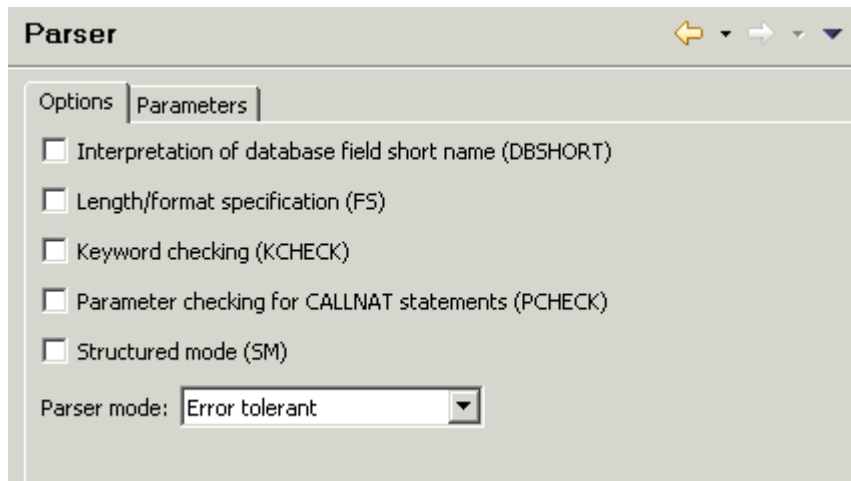 Parser
Options Parameters
Interpretation of database field short name (DBSHORT)
Length/format specification (FS)
Keyword checking (KCHECK)
Parameter checking for CALLNAT statements (PCHECK)
Structured mode (SM)
Parser mode: Error tolerant